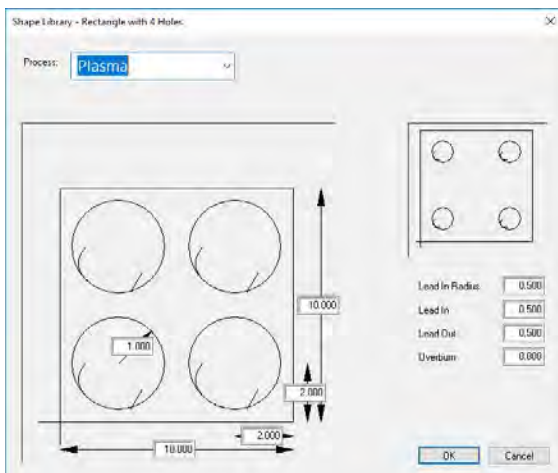 Shape Library - Rectangle with 4 Holes
Process: Plasma
10.000
1.000
2.000
2.000
10.000
Lead In Radius 0.500
Lead In 0.500
Lead Out 0.500
Overburn 0.000
OK Cancel